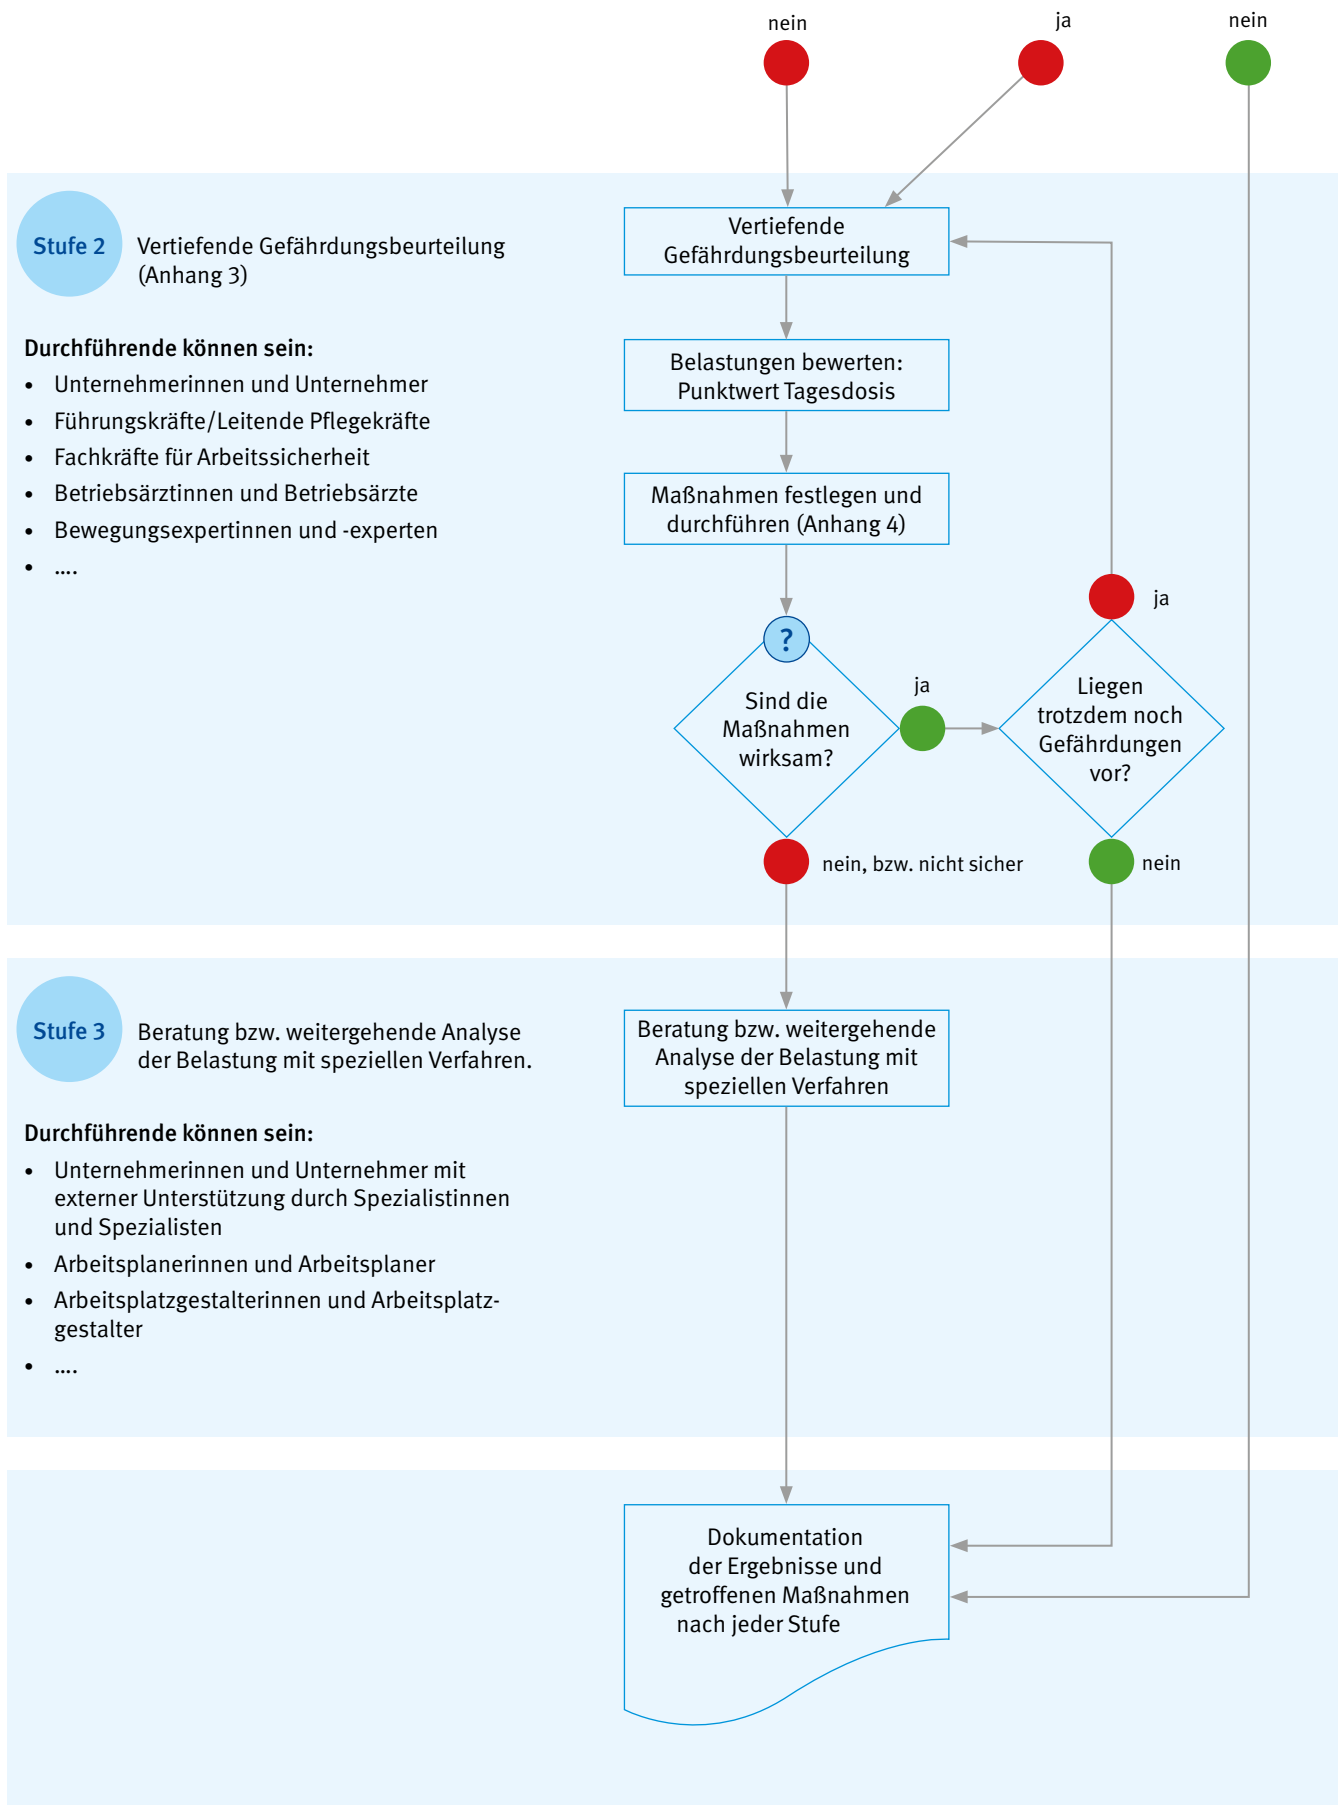 nein
ja
nein
Stufe 2
Vertiefende Gefährdungsbeurteilung
(Anhang 3)
Durchführende können sein:
• Unternehmerinnen und Unternehmer
• Führungskräfte/Leitende Pflegekräfte
• Fachkräfte für Arbeitssicherheit
• Betriebsärztinnen und Betriebsärzte
• Bewegungsexpertinnen und -experten
• ....
Vertiefende
Gefährdungsbeurteilung
Belastungen bewerten:
Punktwert Tagesdosis
Maßnahmen festlegen und
durchführen (Anhang 4)
?
Sind die
Maßnahmen
wirksam?
ja
ja
Liegen
trotzdem noch
Gefährdungen
vor?
nein, bzw. nicht sicher
nein
Stufe 3
Beratung bzw. weitergehende Analyse
der Belastung mit speziellen Verfahren.
Durchführende können sein:
• Unternehmerinnen und Unternehmer mit
externer Unterstützung durch Spezialistinnen
und Spezialisten
• Arbeitsplanerinnen und Arbeitsplaner
• Arbeitsplatzgestalterinnen und Arbeitsplatz-
gestalter
• ....
Beratung bzw. weitergehende
Analyse der Belastung mit
speziellen Verfahren
Dokumentation
der Ergebnisse und
getroffenen Maßnahmen
nach jeder Stufe